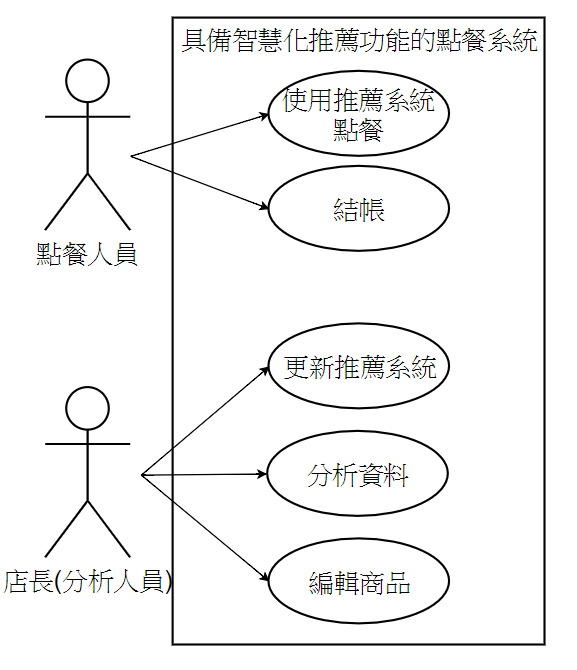 具備智慧化推薦功能的點餐系統
使用推薦系統
點餐
結帳
點餐人員
更新推薦系統
分析資料
編輯商品
店長(分析人員)